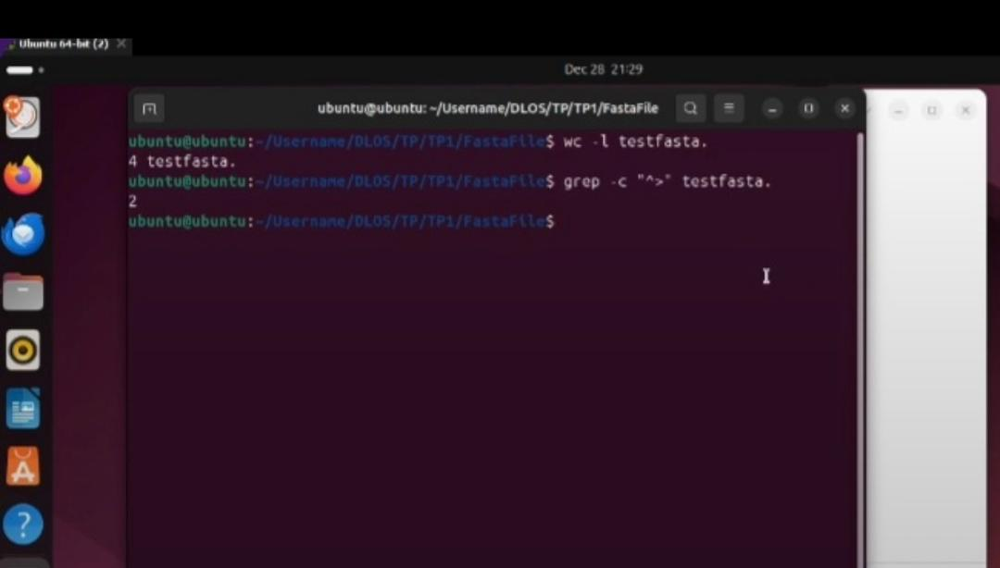 Ubuntu 64-bit (2)
Dec 28 21:29
ubuntu@ubuntu: ~/Username/DLOS/TP/TP1/FastaFile
ubuntu@ubuntu:~/Username/DLOS/TP/TP1/FastaFile$ wc -l testfasta.
4 testfasta.
ubuntu@ubuntu:~/Username/DLOS/TP/TP1/FastaFile$ grep -c "^>" testfasta.
2
ubuntu@ubuntu:~/Username/DLOS/TP/TP1/FastaFile$